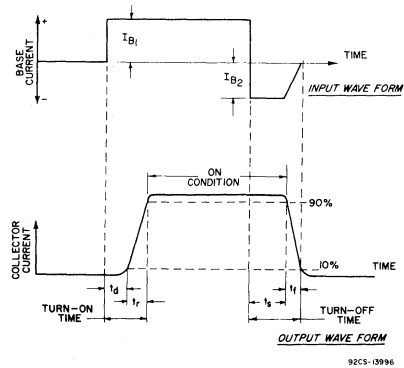 +
BASE
CURRENT
−
I_B1
I_B2
TIME
INPUT WAVE FORM
ON
CONDITION
90%
COLLECTOR
CURRENT
10%
TIME
t_d
t_r
t_s
t_f
TURN-ON
TIME
TURN-OFF
TIME
OUTPUT WAVE FORM
92CS-13996